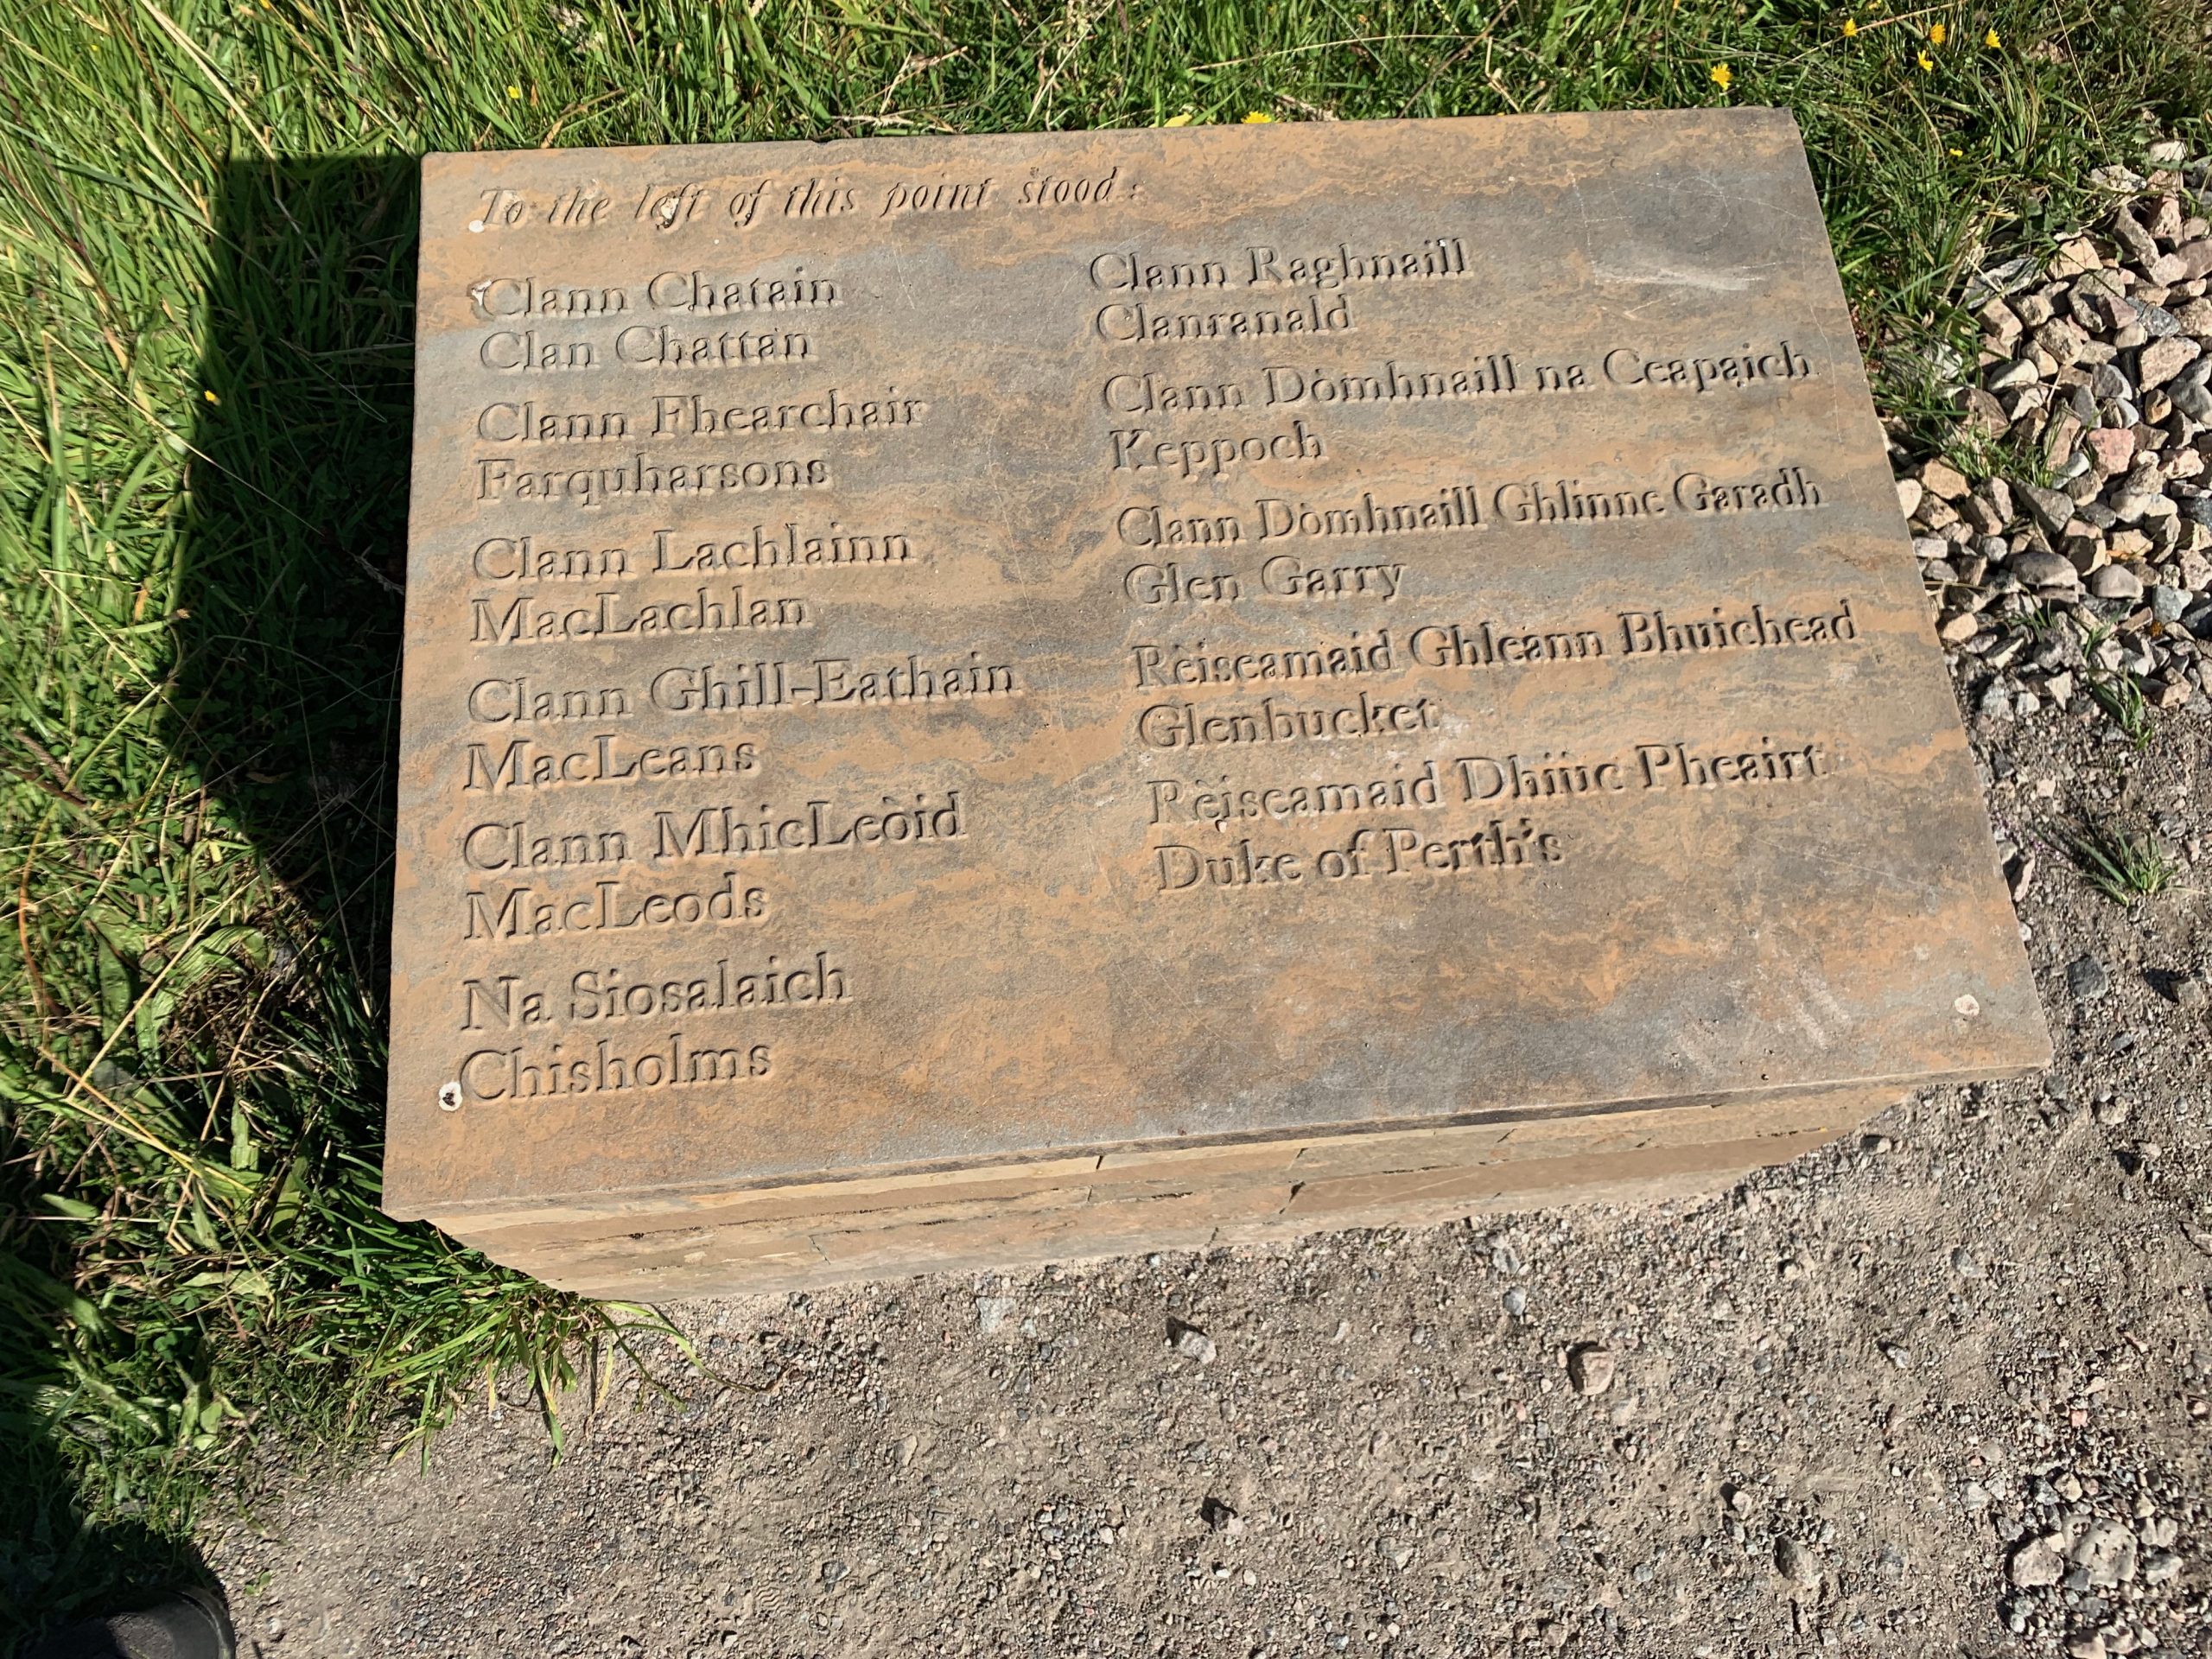 To the left of this point stood:
Clann Chatain
Clan Chattan
Clann Fhearchair
Farquharsons
Clann Lachlainn
MacLachlan
Clann Ghill-Eathain
MacLeans
Clann MhicLeòid
MacLeods
Na Siosalaich
Chisholms
Clann Raghnaill
Clanranald
Clann Dòmhnaill na Ceapaich
Keppoch
Clann Dòmhnaill Ghlinne Garadh
Glen Garry
Rèiseamaid Ghleann Bhuichead
Glenbucket
Rèiseamaid Dhiùc Pheairt
Duke of Perth's